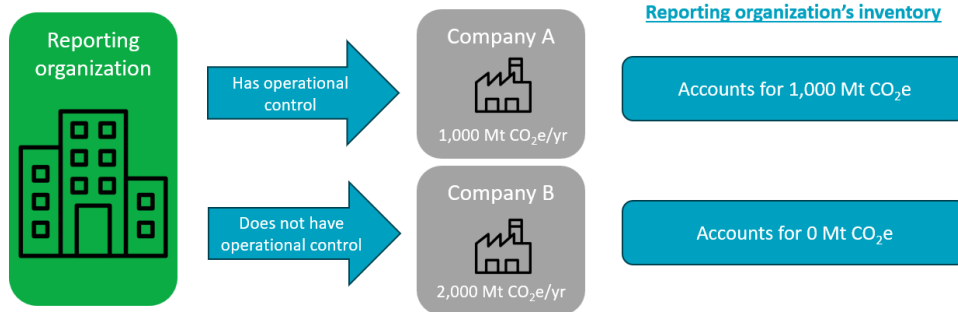 Reporting organization's inventory
Reporting
organization
Has operational
control
Company A
1,000 Mt CO₂e/yr
Accounts for 1,000 Mt CO₂e
Does not have
operational control
Company B
2,000 Mt CO₂e/yr
Accounts for 0 Mt CO₂e